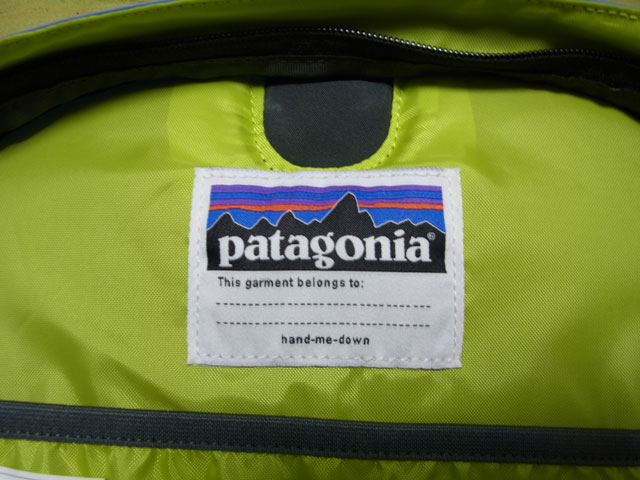 patagonia®
This garment belongs to:
hand-me-down